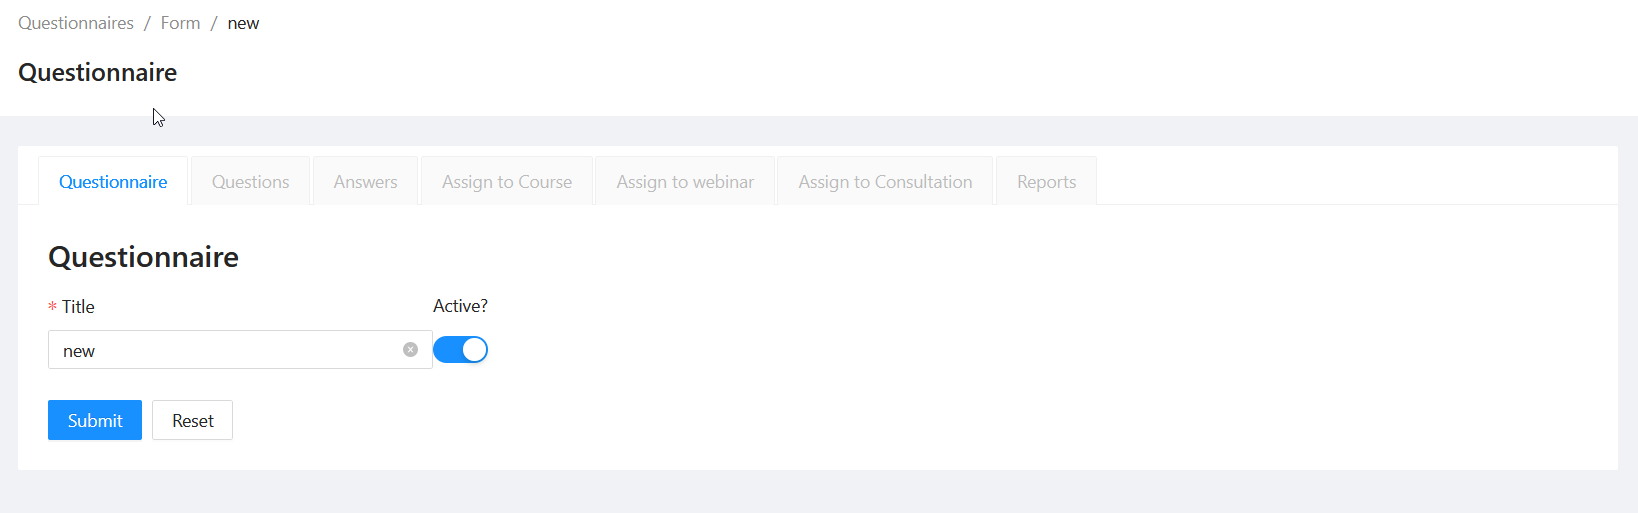 Questionnaires / Form / new
Questionnaire
Questionnaire Questions Answers Assign to Course Assign to webinar Assign to Consultation Reports
Questionnaire
* Title Active?
new
Submit Reset